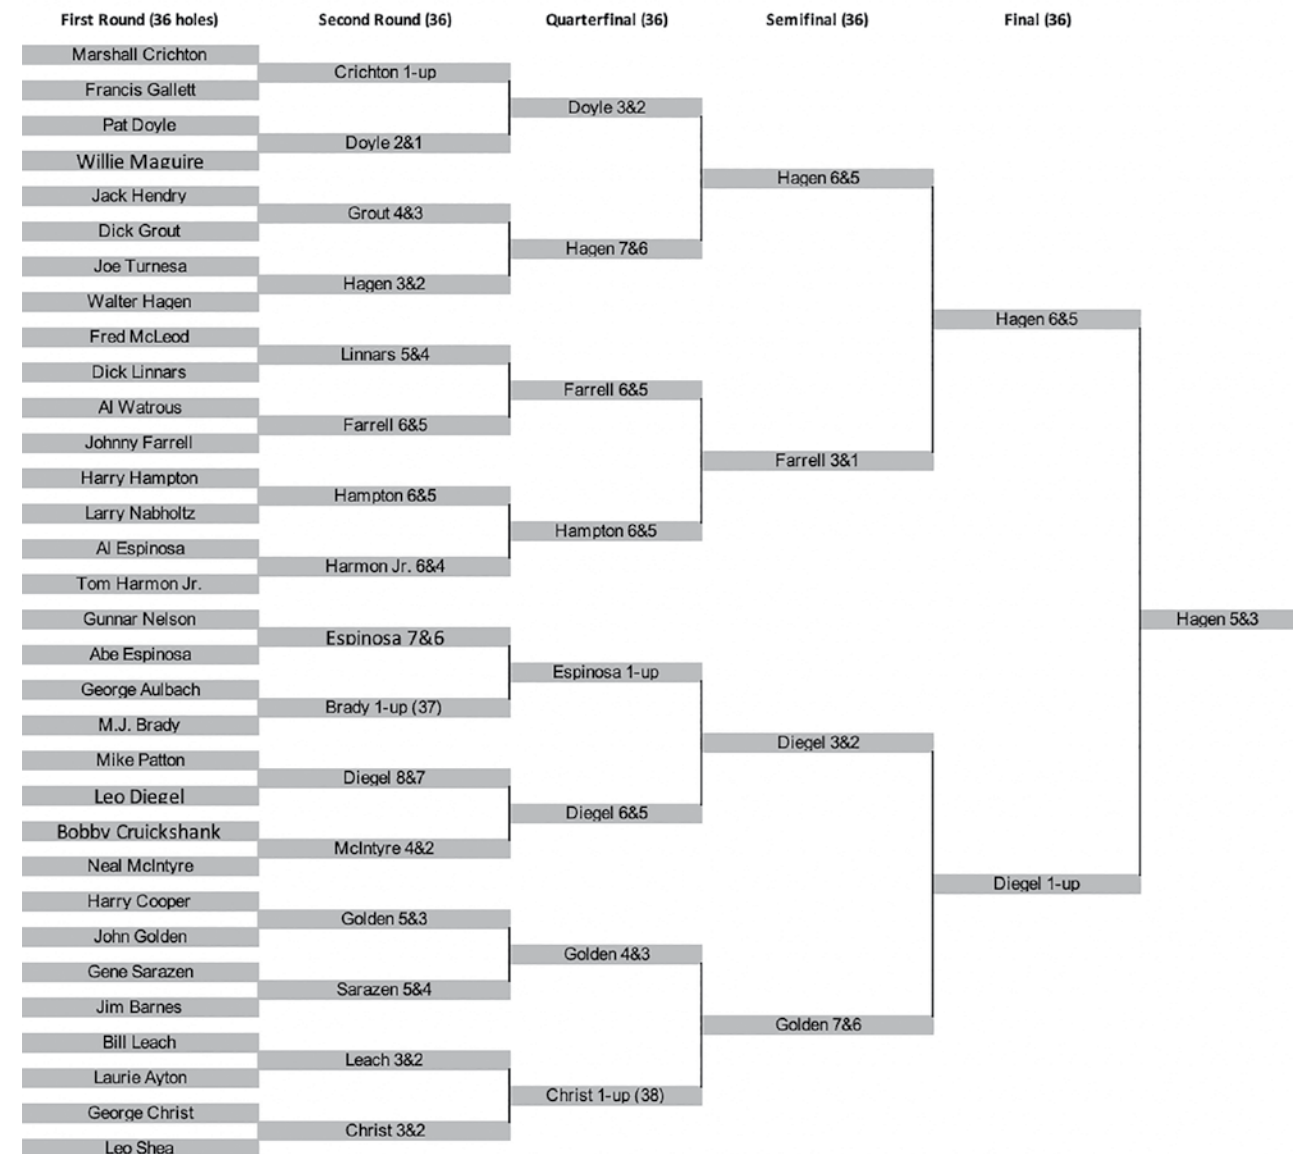 First Round (36 holes)
Second Round (36)
Quarterfinal (36)
Semifinal (36)
Final (36)
Marshall Crichton
Francis Gallett
Pat Doyle
Willie Maguire
Jack Hendry
Dick Grout
Joe Turnesa
Walter Hagen
Fred McLeod
Dick Linnars
Al Watrous
Johnny Farrell
Harry Hampton
Larry Nabholtz
Al Espinosa
Tom Harmon Jr.
Gunnar Nelson
Abe Espinosa
George Aulbach
M.J. Brady
Mike Patton
Leo Diegel
Bobby Cruickshank
Neal McIntyre
Harry Cooper
John Golden
Gene Sarazen
Jim Barnes
Bill Leach
Laurie Ayton
George Christ
Leo Shea
Crichton 1-up
Doyle 2&1
Grout 4&3
Hagen 3&2
Linnars 5&4
Farrell 6&5
Hampton 6&5
Harmon Jr. 6&4
Espinosa 7&6
Brady 1-up (37)
Diegel 8&7
McIntyre 4&2
Golden 5&3
Sarazen 5&4
Leach 3&2
Christ 3&2
Doyle 3&2
Hagen 7&6
Farrell 6&5
Hampton 6&5
Espinosa 1-up
Diegel 6&5
Golden 4&3
Christ 1-up (38)
Hagen 6&5
Farrell 3&1
Diegel 3&2
Golden 7&6
Hagen 6&5
Diegel 1-up
Hagen 5&3